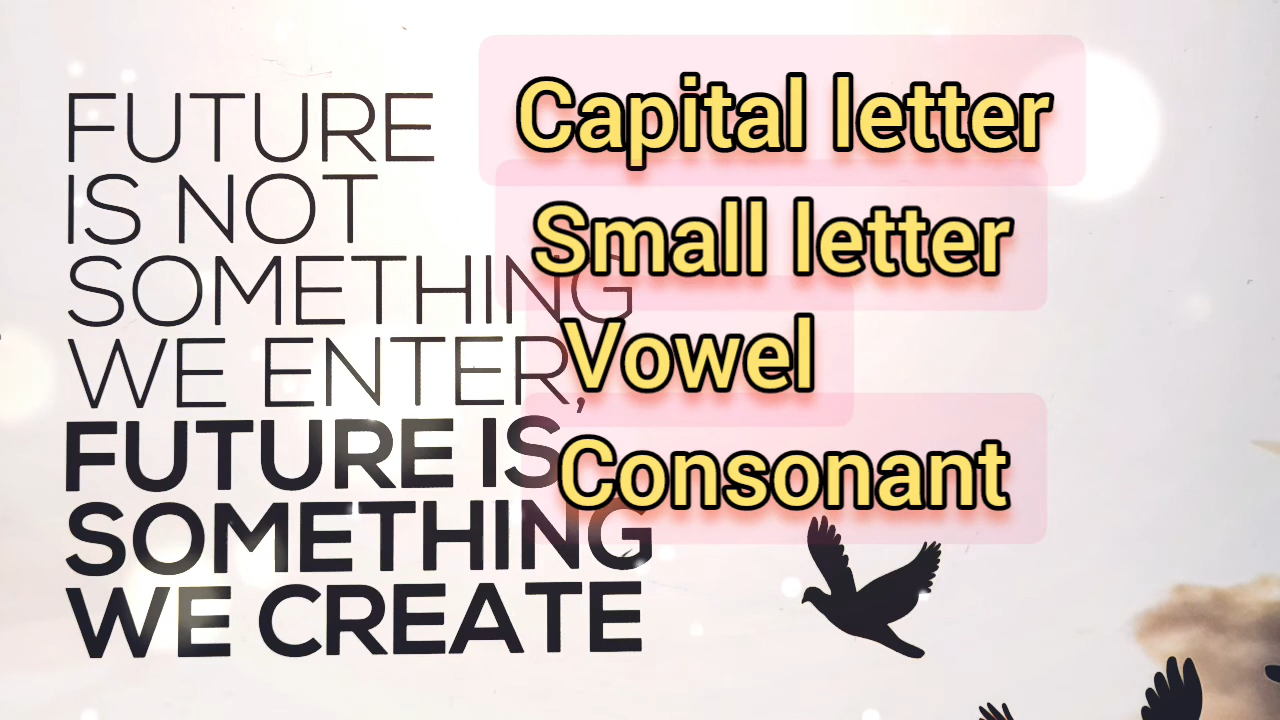 FUTURE
IS NOT
SOMETHING
WE ENTER,
FUTURE IS
SOMETHING
WE CREATE
Capital letter
Small letter
Vowel
Consonant